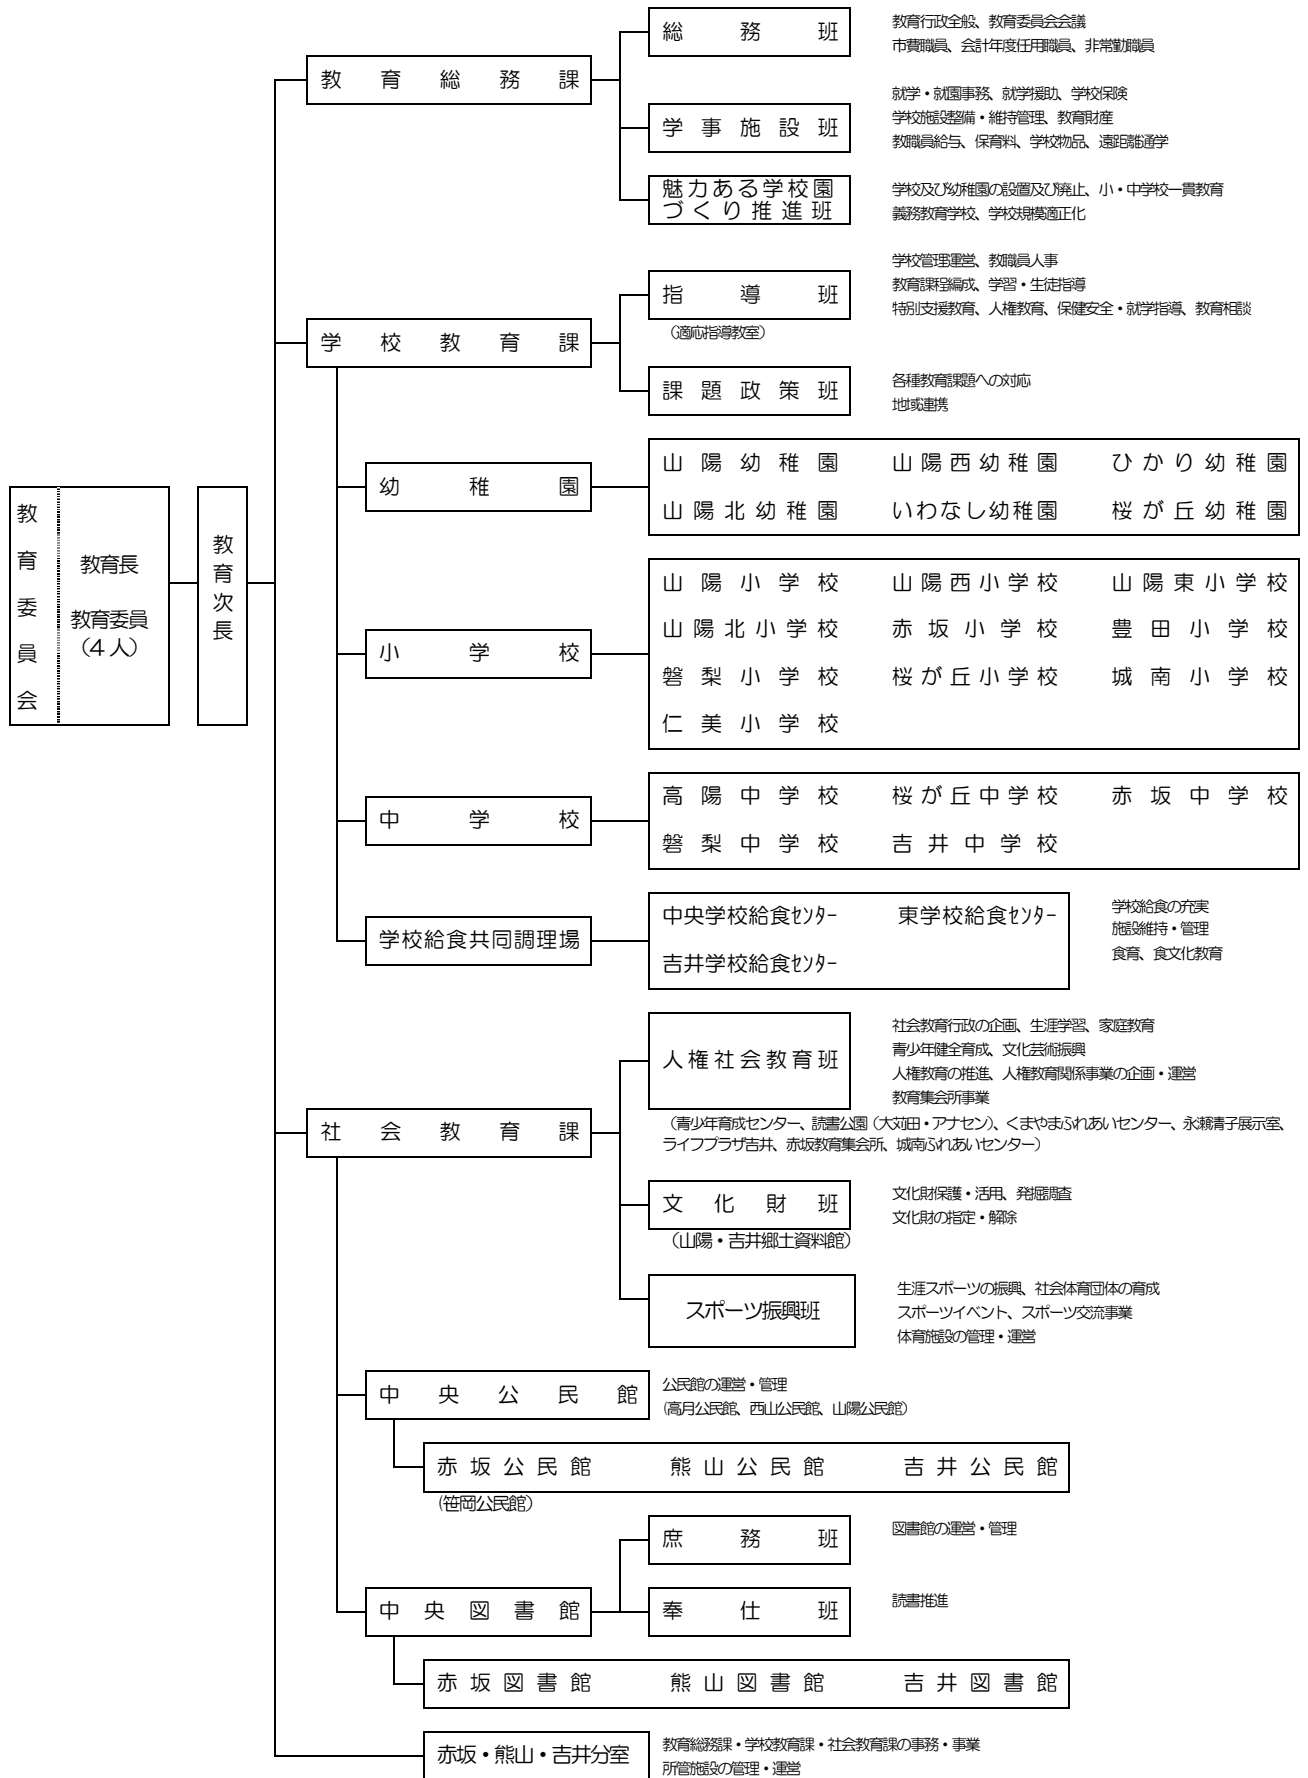 教育委員会
教育長
教育委員
（4人）
教育次長
教育総務課
総務班
教育行政全般、教育委員会会議
市費職員、会計年度任用職員、非常勤職員
学事施設班
就学・就園事務、就学援助、学校保険
学校施設整備・維持管理、教育財産
教職員給与、保育料、学校物品、遠距離通学
魅力ある学校園
づくり推進班
学校及び幼稚園の設置及び廃止、小・中学校一貫教育
義務教育学校、学校規模適正化
学校教育課
指導班
（適応指導教室）
学校管理運営、教職員人事
教育課程編成、学習・生徒指導
特別支援教育、人権教育、保健安全・就学指導、教育相談
課題政策班
各種教育課題への対応
地域連携
幼稚園
山陽幼稚園 山陽西幼稚園 ひかり幼稚園
山陽北幼稚園 いわなし幼稚園 桜が丘幼稚園
小学校
山陽小学校 山陽西小学校 山陽東小学校
山陽北小学校 赤坂小学校 豊田小学校
磐梨小学校 桜が丘小学校 城南小学校
仁美小学校
中学校
高陽中学校 桜が丘中学校 赤坂中学校
磐梨中学校 吉井中学校
学校給食共同調理場
中央学校給食ｾﾝﾀｰ 東学校給食ｾﾝﾀｰ
吉井学校給食ｾﾝﾀｰ
学校給食の充実
施設維持・管理
食育、食文化教育
社会教育課
人権社会教育班
社会教育行政の企画、生涯学習、家庭教育
青少年健全育成、文化芸術振興
人権教育の推進、人権教育関係事業の企画・運営
教育集会所事業
（青少年育成センター、読書公園（大苅田・アナセン）、くまやまふれあいセンター、永瀬清子展示室、
ライフプラザ吉井、赤坂教育集会所、城南ふれあいセンター）
文化財班
（山陽・吉井郷土資料館）
文化財保護・活用、発掘調査
文化財の指定・解除
スポーツ振興班
生涯スポーツの振興、社会体育団体の育成
スポーツイベント、スポーツ交流事業
体育施設の管理・運営
中央公民館
公民館の運営・管理
（高月公民館、西山公民館、山陽公民館）
赤坂公民館 熊山公民館 吉井公民館
（笹岡公民館）
中央図書館
庶務班
図書館の運営・管理
奉仕班
読書推進
赤坂図書館 熊山図書館 吉井図書館
赤坂・熊山・吉井分室
教育総務課・学校教育課・社会教育課の事務・事業
所管施設の管理・運営